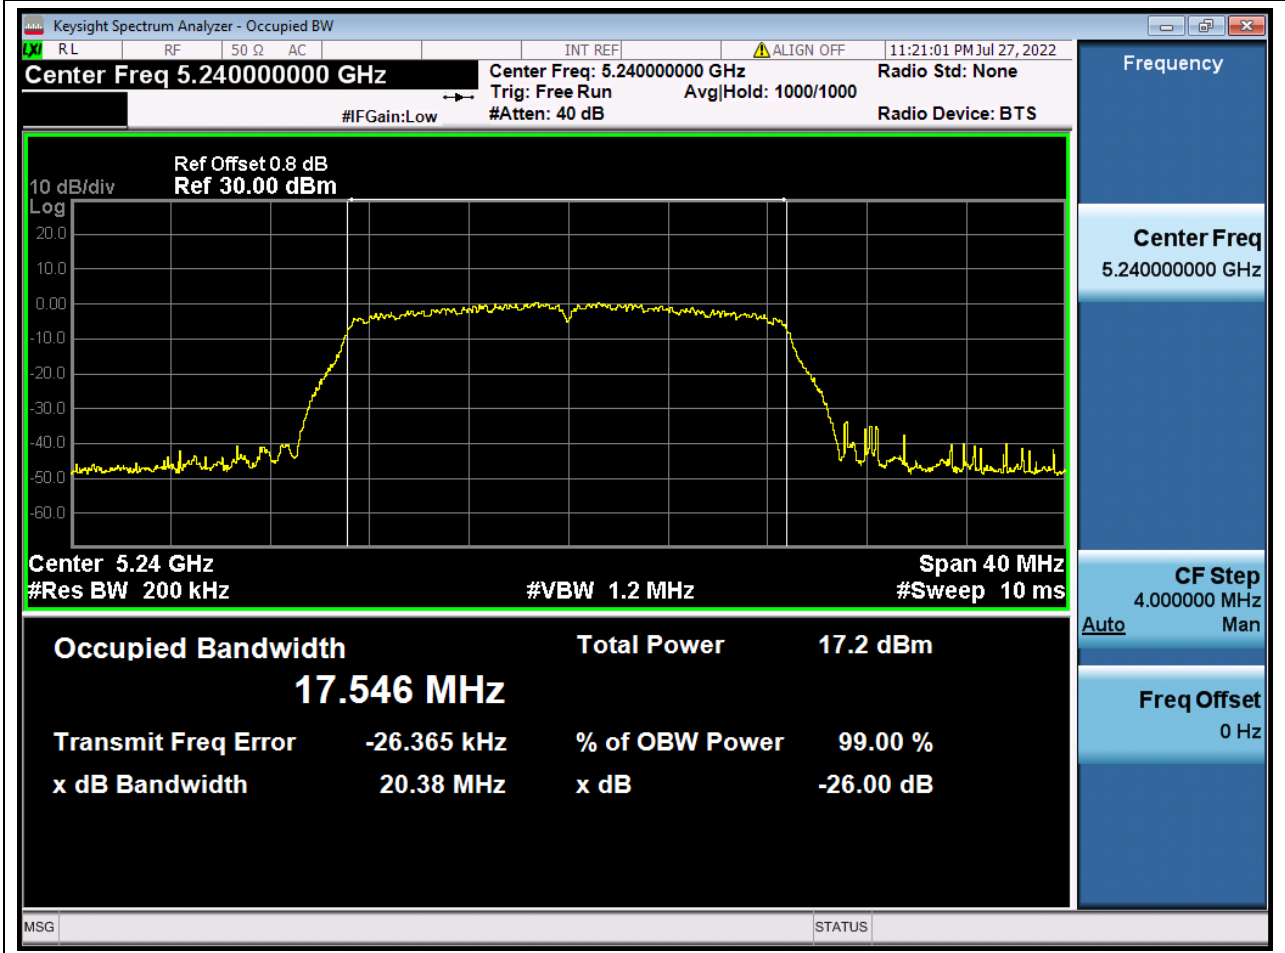 Keysight Spectrum Analyzer - Occupied BW
LXI RL RF 50 Ω AC INT REF ALIGN OFF 11:21:01 PM Jul 27, 2022
Center Freq 5.240000000 GHz
Center Freq: 5.240000000 GHz
Radio Std: None
Trig: Free Run Avg|Hold: 1000/1000
#IFGain:Low #Atten: 40 dB
Radio Device: BTS
Ref Offset 0.8 dB
10 dB/div Ref 30.00 dBm
Log
20.0
10.0
0.00
-10.0
-20.0
-30.0
-40.0
-50.0
-60.0
Center 5.24 GHz Span 40 MHz
#Res BW 200 kHz #VBW 1.2 MHz #Sweep 10 ms
Occupied Bandwidth Total Power 17.2 dBm
17.546 MHz
Transmit Freq Error -26.365 kHz % of OBW Power 99.00 %
x dB Bandwidth 20.38 MHz x dB -26.00 dB
Frequency
Center Freq
5.240000000 GHz
CF Step
4.000000 MHz
Auto Man
Freq Offset
0 Hz
MSG STATUS